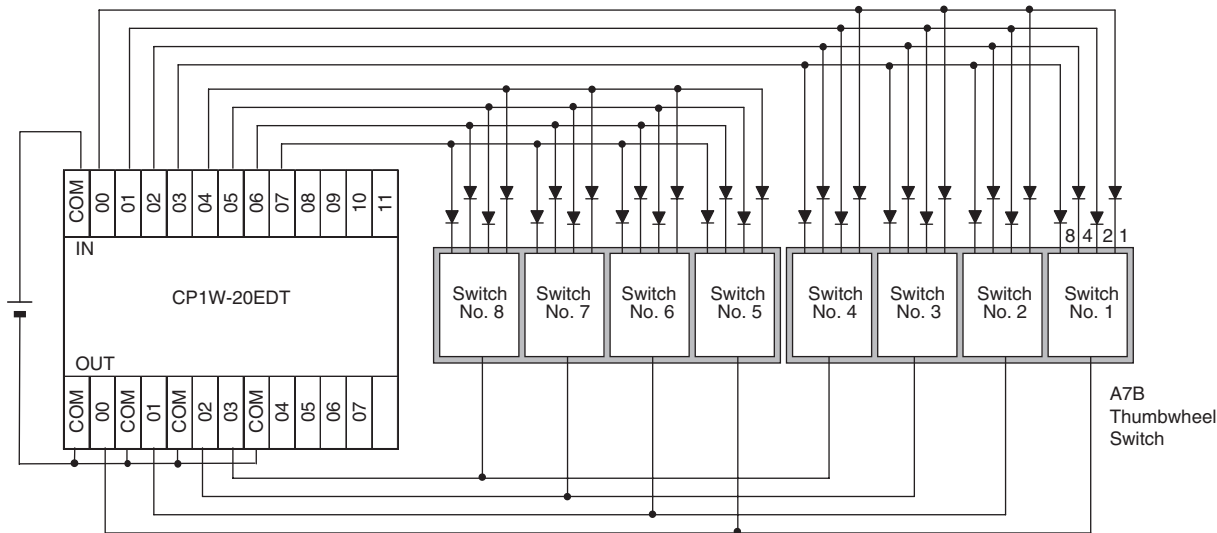 COM 00 01 02 03 04 05 06 07 08 09 10 11
IN
CP1W-20EDT
OUT
COM 00 COM 01 COM 02 03 COM 04 05 06 07
8 4 2 1
Switch No. 8
Switch No. 7
Switch No. 6
Switch No. 5
Switch No. 4
Switch No. 3
Switch No. 2
Switch No. 1
A7B
Thumbwheel
Switch